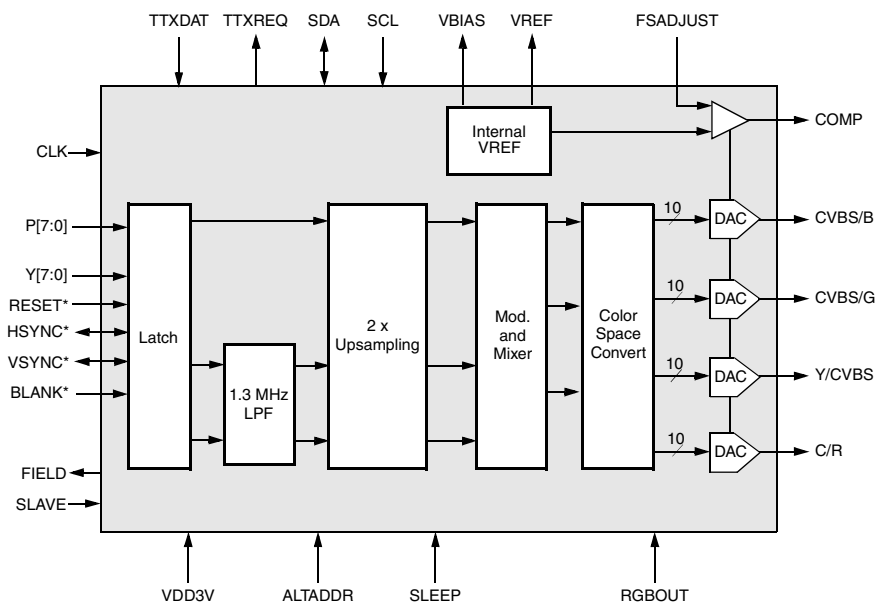 TTXDAT TTXREQ SDA SCL VBIAS VREF FSADJUST
Internal
VREF
COMP
CLK
P[7:0]
Y[7:0]
RESET*
HSYNC*
VSYNC*
BLANK*
FIELD
SLAVE
Latch
1.3 MHz
LPF
2 x
Upsampling
Mod.
and
Mixer
Color
Space
Convert
10 DAC CVBS/B
10 DAC CVBS/G
10 DAC Y/CVBS
10 DAC C/R
VDD3V ALTADDR SLEEP RGBOUT